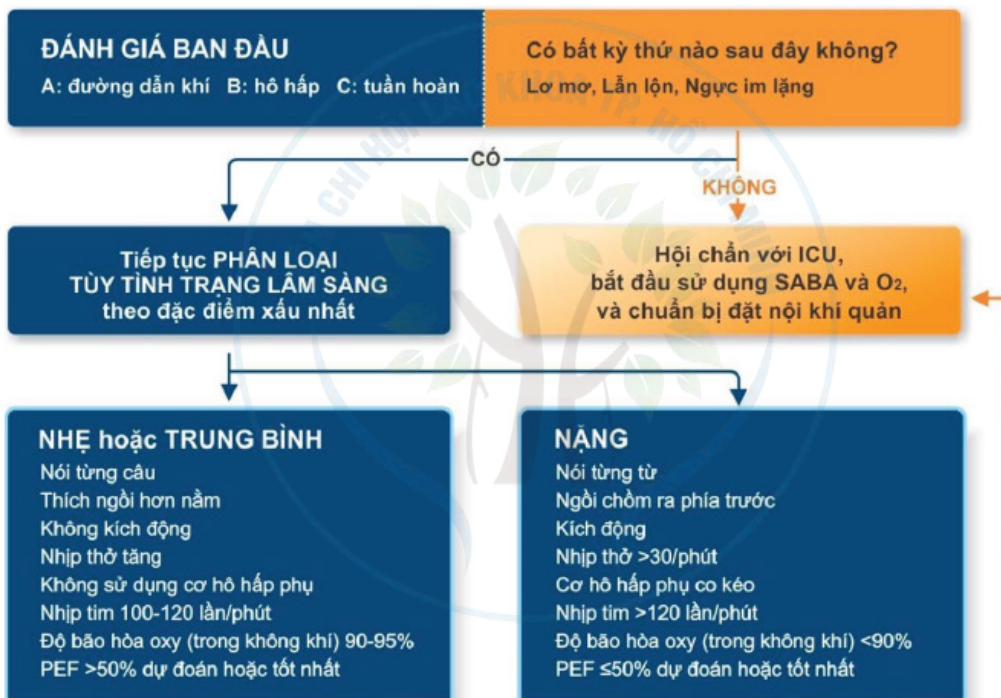 ĐÁNH GIÁ BAN ĐẦU
A: đường dẫn khí B: hô hấp C: tuần hoàn
Có bất kỳ thứ nào sau đây không?
Lơ mơ, Lẫn lộn, Ngực im lặng
CÓ
KHÔNG
Tiếp tục PHÂN LOẠI
TÙY TÌNH TRẠNG LÂM SÀNG
theo đặc điểm xấu nhất
Hội chẩn với ICU,
bắt đầu sử dụng SABA và O₂,
và chuẩn bị đặt nội khí quản
NHẸ hoặc TRUNG BÌNH
Nói từng câu
Thích ngồi hơn nằm
Không kích động
Nhịp thở tăng
Không sử dụng cơ hô hấp phụ
Nhịp tim 100-120 lần/phút
Độ bão hòa oxy (trong không khí) 90-95%
PEF >50% dự đoán hoặc tốt nhất
NẶNG
Nói từng từ
Ngồi chồm ra phía trước
Kích động
Nhịp thở >30/phút
Cơ hô hấp phụ co kéo
Nhịp tim >120 lần/phút
Độ bão hòa oxy (trong không khí) <90%
PEF ≤50% dự đoán hoặc tốt nhất